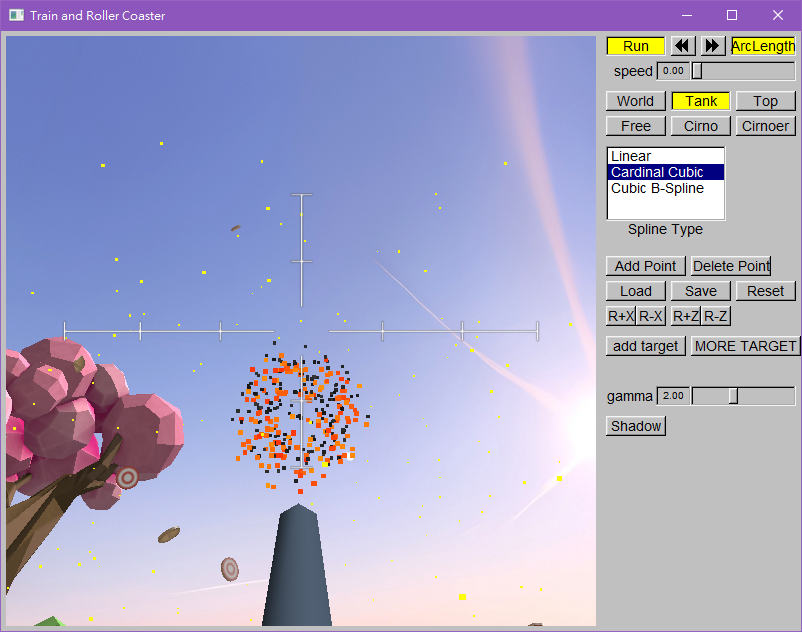 Train and Roller Coaster
Run ArcLength
speed 0.00
World Tank Top
Free Cirno Cirnoer
Linear
Cardinal Cubic
Cubic B-Spline
Spline Type
Add Point Delete Point
Load Save Reset
R+X R-X R+Z R-Z
add target MORE TARGET
gamma 2.00
Shadow